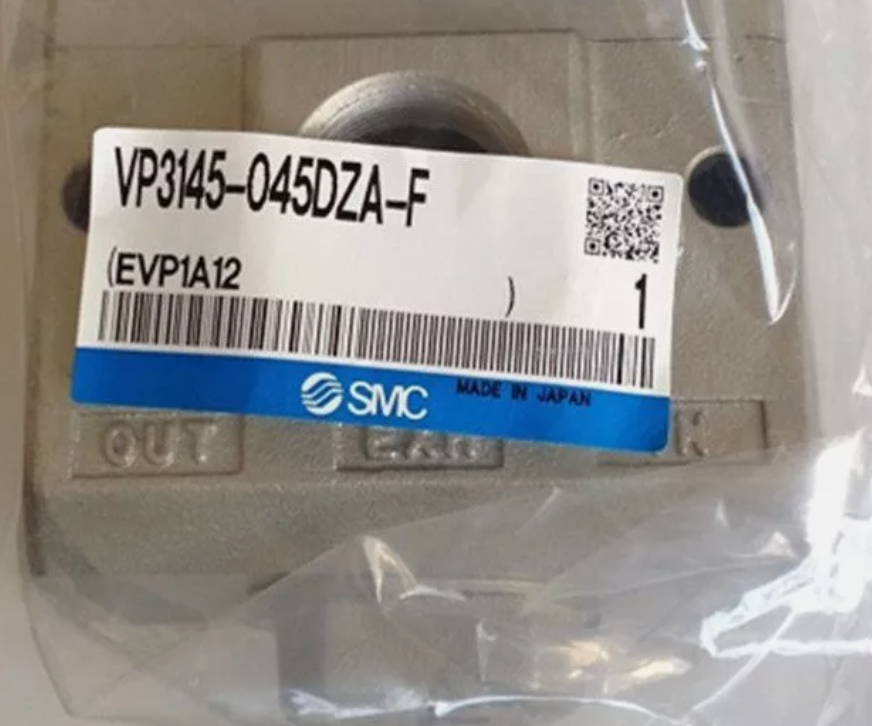 VP3145-045DZA-F
(EVP1A12 )
1
SMC MADE IN JAPAN
OUT